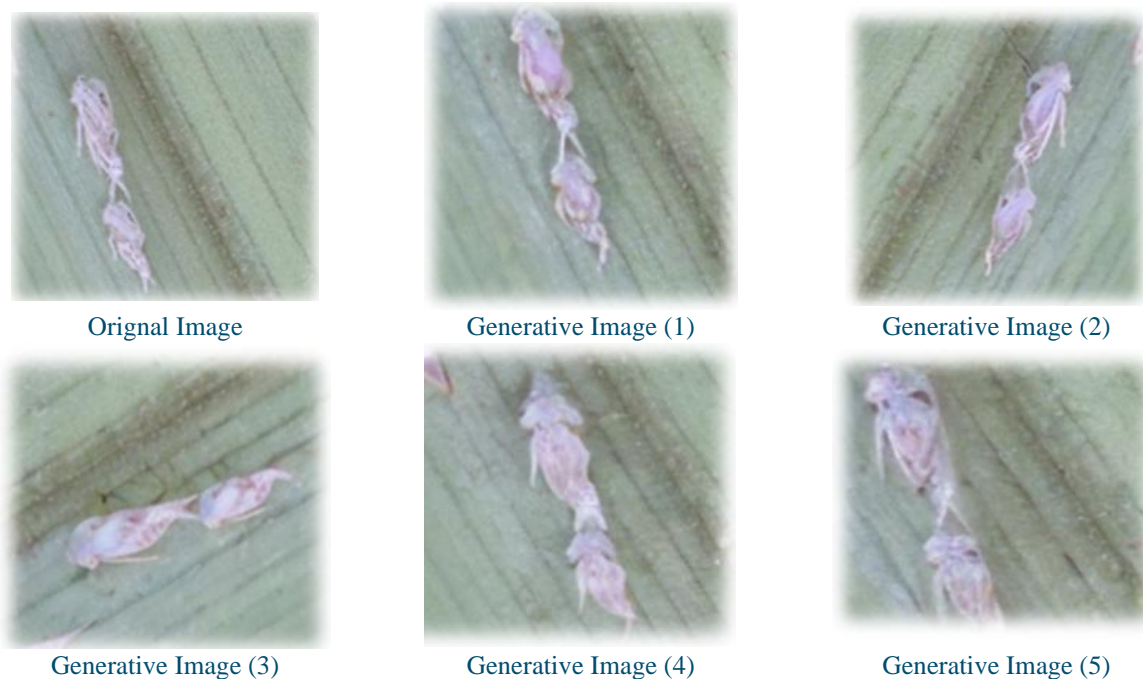 Orignal Image
Generative Image (1)
Generative Image (2)
Generative Image (3)
Generative Image (4)
Generative Image (5)